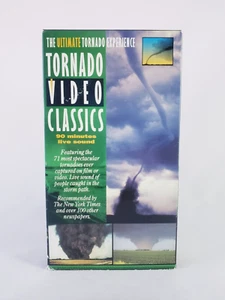 THE ULTIMATE TORNADO EXPERIENCE
TORNADO
VIDEO
CLASSICS
90 minutes
live sound
Featuring the
71 most spectacular
tornadoes ever
captured on film or
video. Live sound of
people caught in the
storm path.
Recommended by
The New York Times
and over 100 other
newspapers.